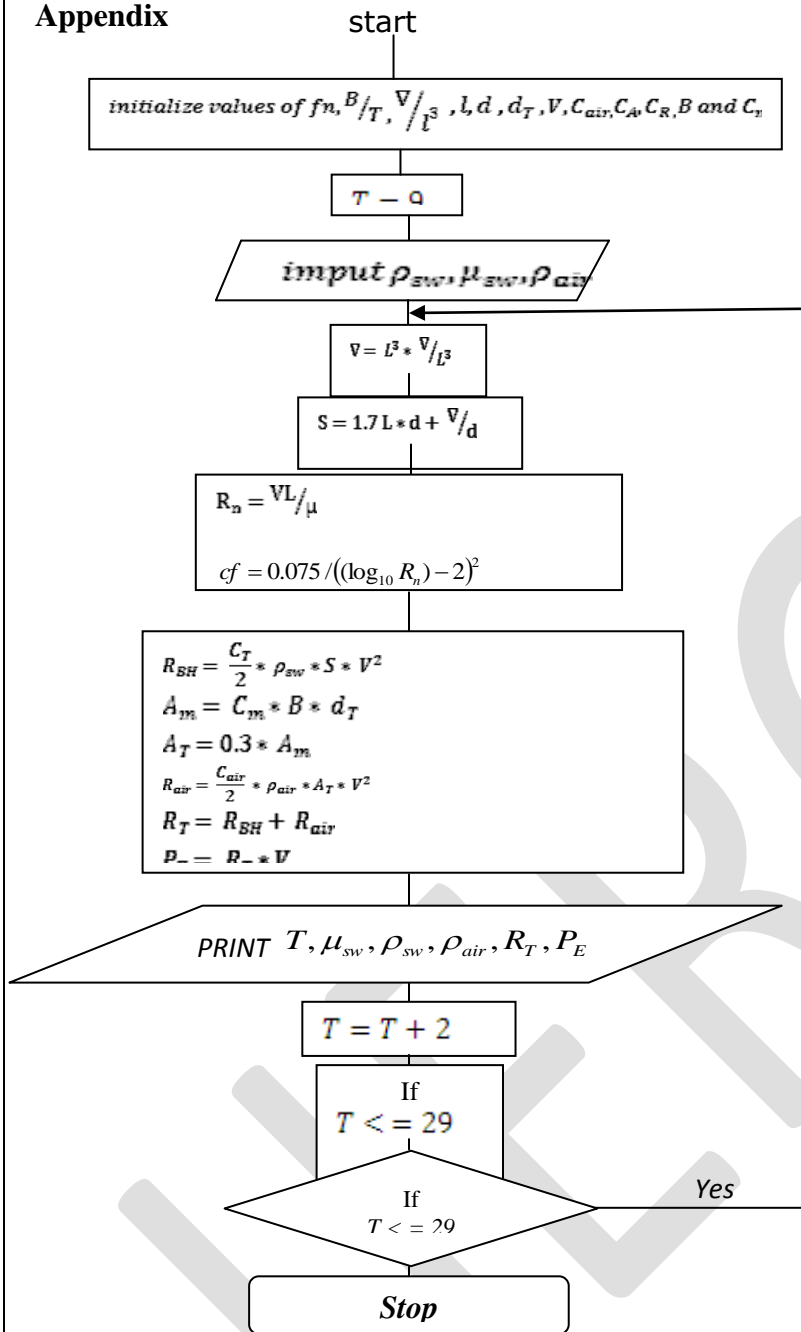 Appendix
start
initialize values of fn, B/T, ∇/l³ , l, d , d_T , V, C_air, C_A, C_R, B and C
T = 9
imput ρ_sw, μ_sw, ρ_air
∇= L³ * ∇/L³
S = 1.7 L * d + ∇/d
R_n = VL/μ
cf = 0.075 /((log₁₀ R_n) − 2)²
R_BH = C_T/2 * ρ_sw * S * V²
A_m = C_m * B * d_T
A_T = 0.3 * A_m
R_air = C_air/2 * ρ_air * A_T * V²
R_T = R_BH + R_air
= * V
PRINT T, μ_sw, ρ_sw, ρ_air, R_T, P_E
T = T + 2
If
T < = 29
If
T < = 29
Yes
Stop